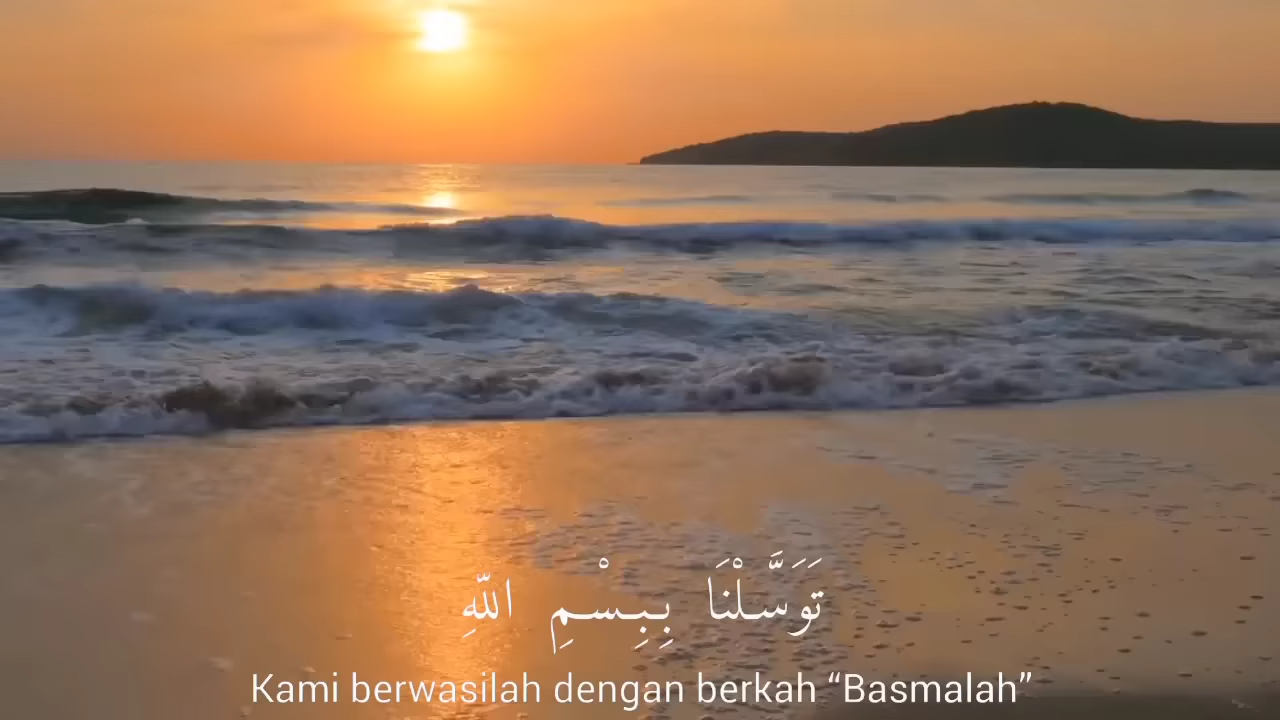 تَوَسَّلْنَا بِبِسْمِ اللّٰهِ
Kami berwasilah dengan berkah “Basmalah”